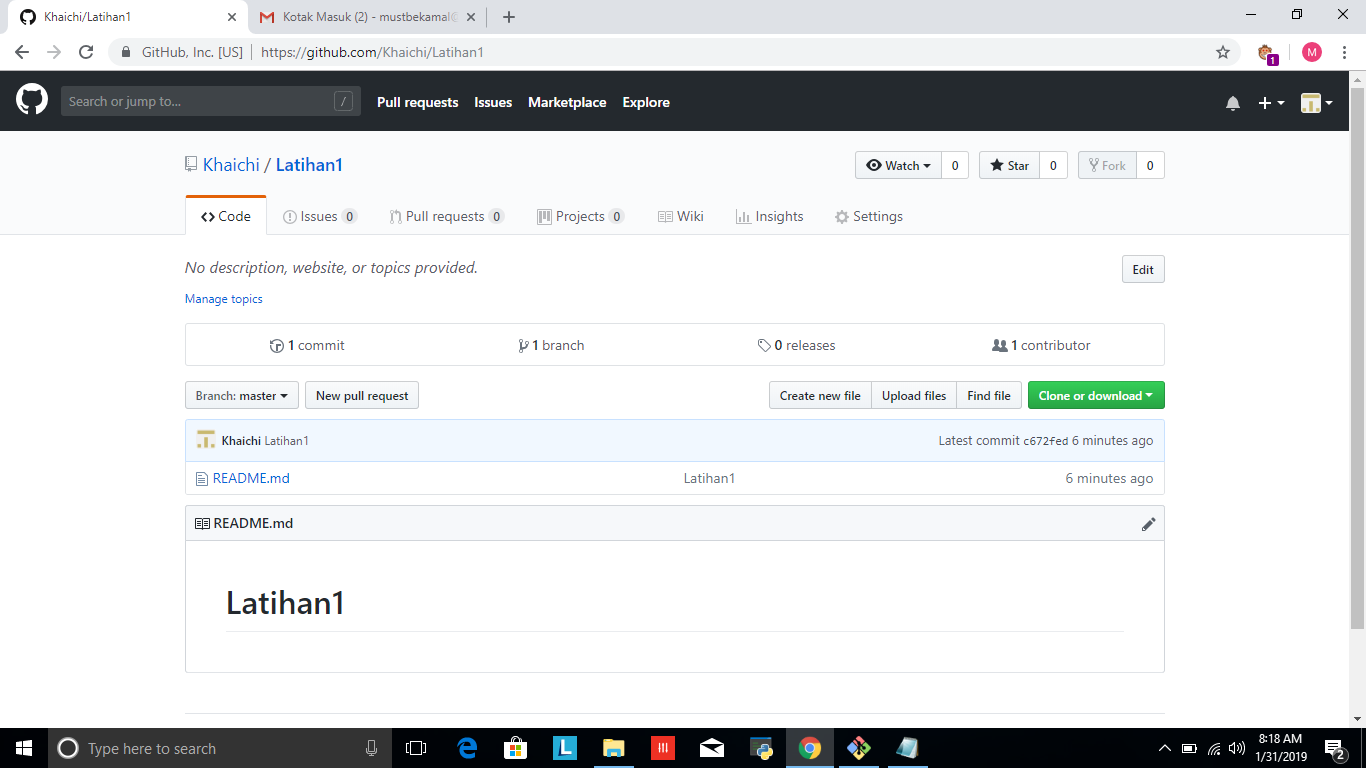 Khaichi/Latihan1
Kotak Masuk (2) - mustbekamal@
GitHub, Inc. [US] https://github.com/Khaichi/Latihan1
1
M
Search or jump to... /
Pull requests Issues Marketplace Explore
Khaichi / Latihan1
Watch 0 Star 0 Fork 0
Code Issues 0 Pull requests 0 Projects 0 Wiki Insights Settings
No description, website, or topics provided.
Edit
Manage topics
1 commit 1 branch 0 releases 1 contributor
Branch: master New pull request Create new file Upload files Find file Clone or download
Khaichi Latihan1 Latest commit c672fed 6 minutes ago
README.md Latihan1 6 minutes ago
README.md
Latihan1
Type here to search
L
8:18 AM
1/31/2019
2